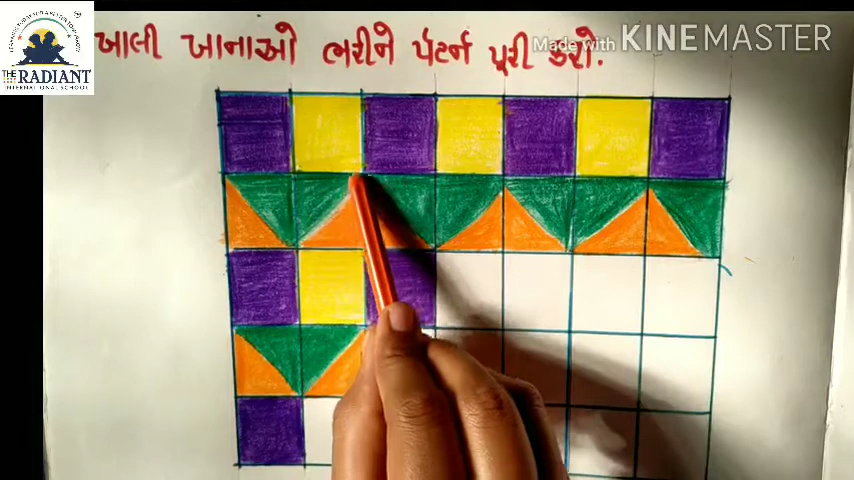 ખાલી ખાનાઓ ભરીને પૅટર્ન પૂરી કરો.
Made with KINEMASTER
THE RADIANT
INTERNATIONAL SCHOOL